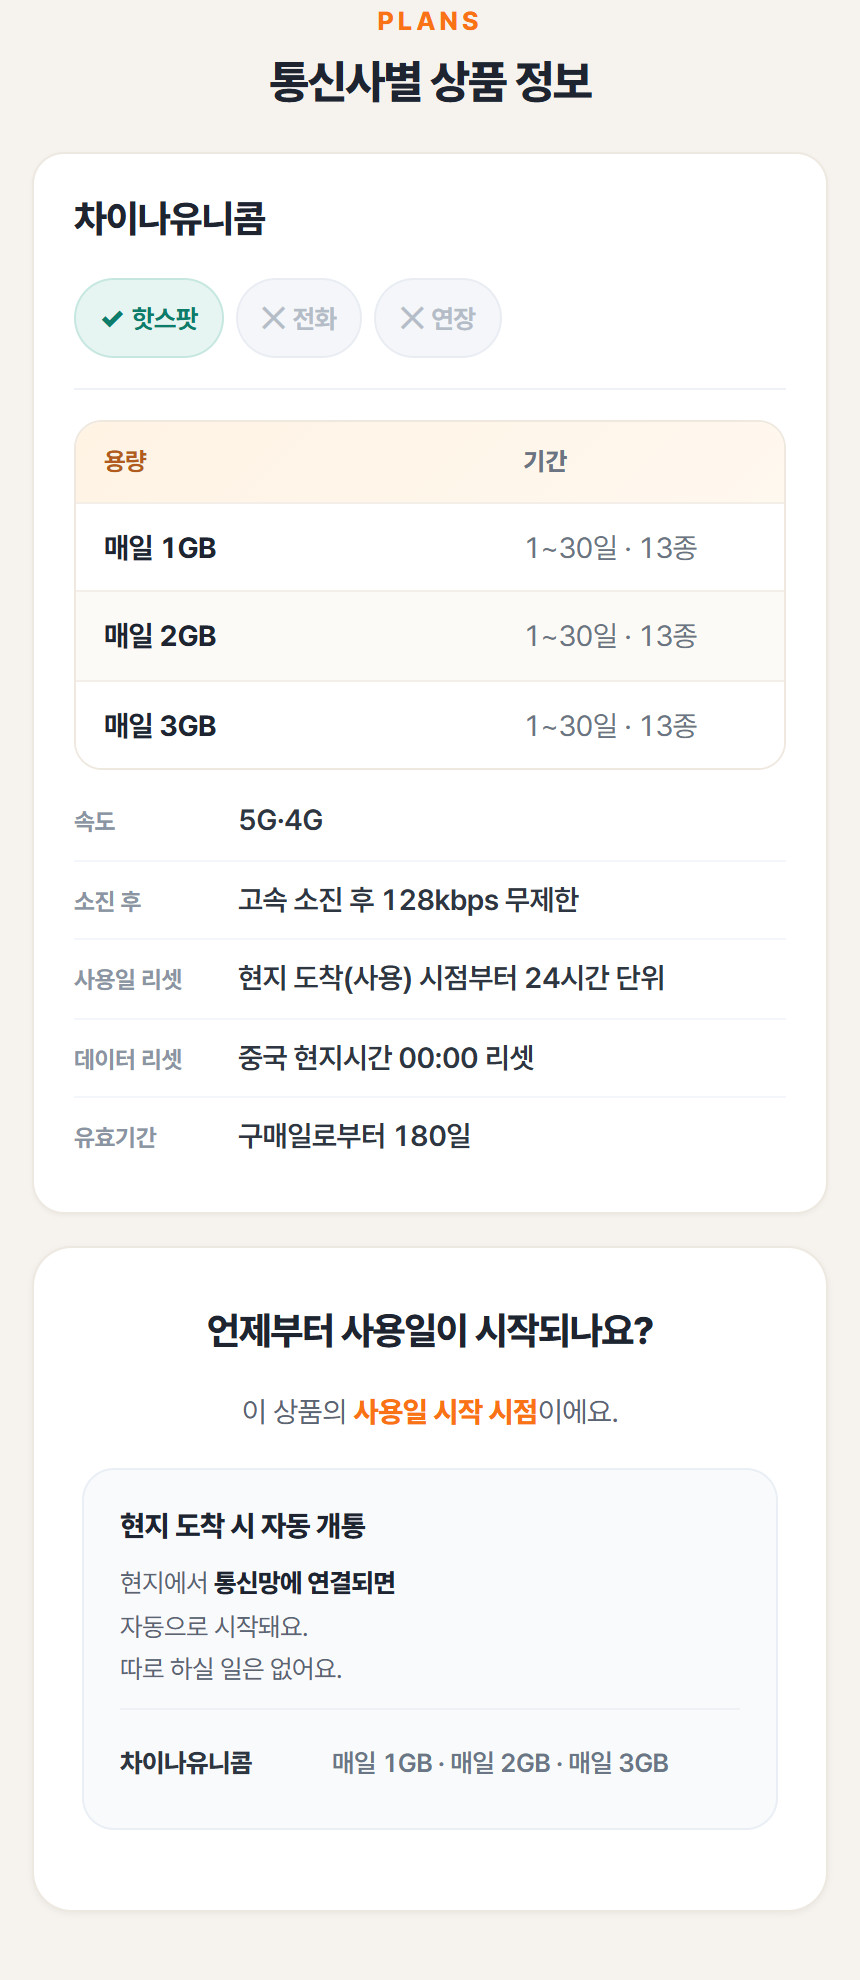 PLANS
통신사별 상품 정보
차이나유니콤
✓ 핫스팟 ✕ 전화 ✕ 연장
용량 기간
매일 1GB 1~30일 · 13종
매일 2GB 1~30일 · 13종
매일 3GB 1~30일 · 13종
속도 5G·4G
소진 후 고속 소진 후 128kbps 무제한
사용일 리셋 현지 도착(사용) 시점부터 24시간 단위
데이터 리셋 중국 현지시간 00:00 리셋
유효기간 구매일로부터 180일
언제부터 사용일이 시작되나요?
이 상품의 사용일 시작 시점이에요.
현지 도착 시 자동 개통
현지에서 통신망에 연결되면
자동으로 시작돼요.
따로 하실 일은 없어요.
차이나유니콤 매일 1GB · 매일 2GB · 매일 3GB